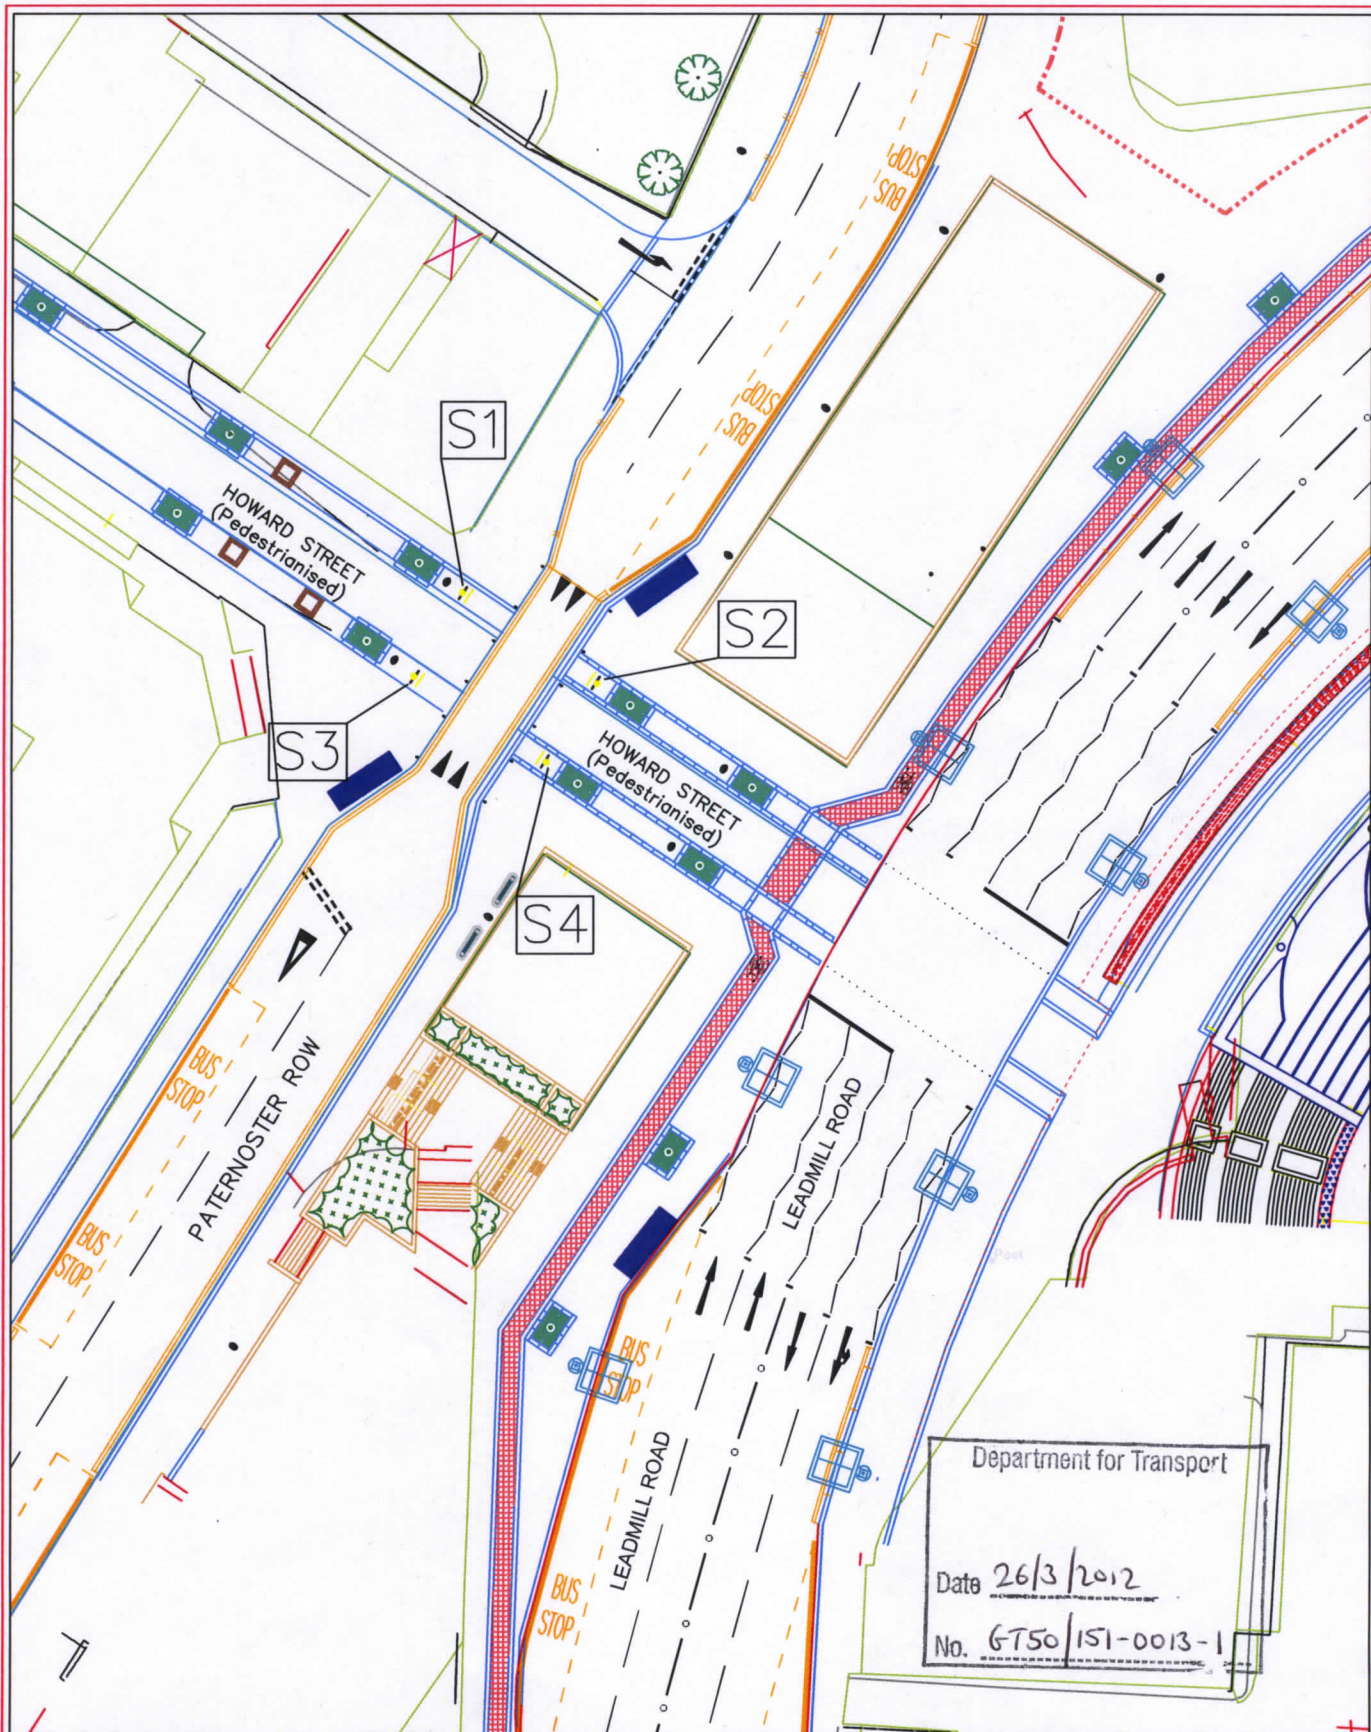 STOP
BUS
STOP
BUS
S1
HOWARD STREET
(Pedestrianised)
S2
S3
HOWARD STREET
(Pedestrianised)
S4
BUS
STOP
PATERNOSTER ROW
LEADMILL ROAD
BUS
STOP
Post
BUS
STOP
LEADMILL ROAD
BUS
STOP
Department for Transport
Date 26/3/2012
No. GT50/151-0013-1